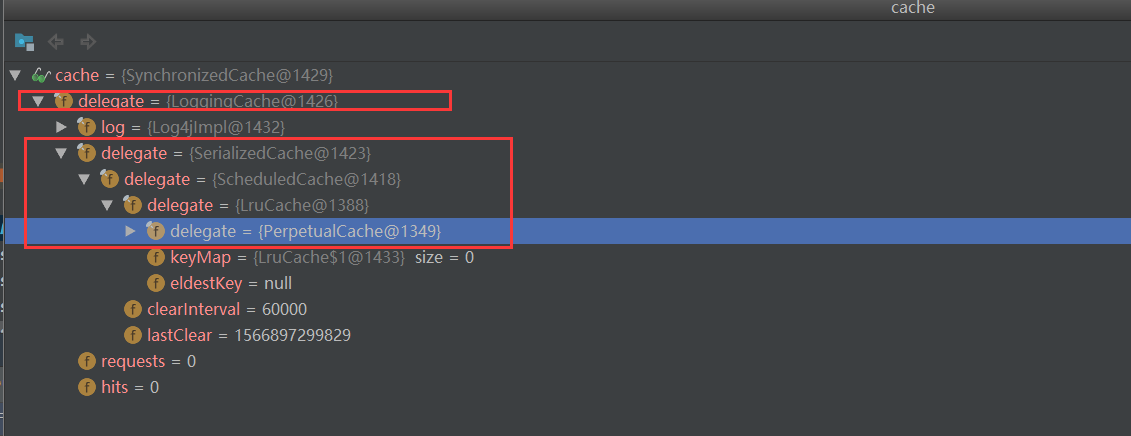 cache
cache = {SynchronizedCache@1429}
delegate = {LoggingCache@1426}
log = {Log4jImpl@1432}
delegate = {SerializedCache@1423}
delegate = {ScheduledCache@1418}
delegate = {LruCache@1388}
delegate = {PerpetualCache@1349}
keyMap = {LruCache$1@1433} size = 0
eldestKey = null
clearInterval = 60000
lastClear = 1566897299829
requests = 0
hits = 0